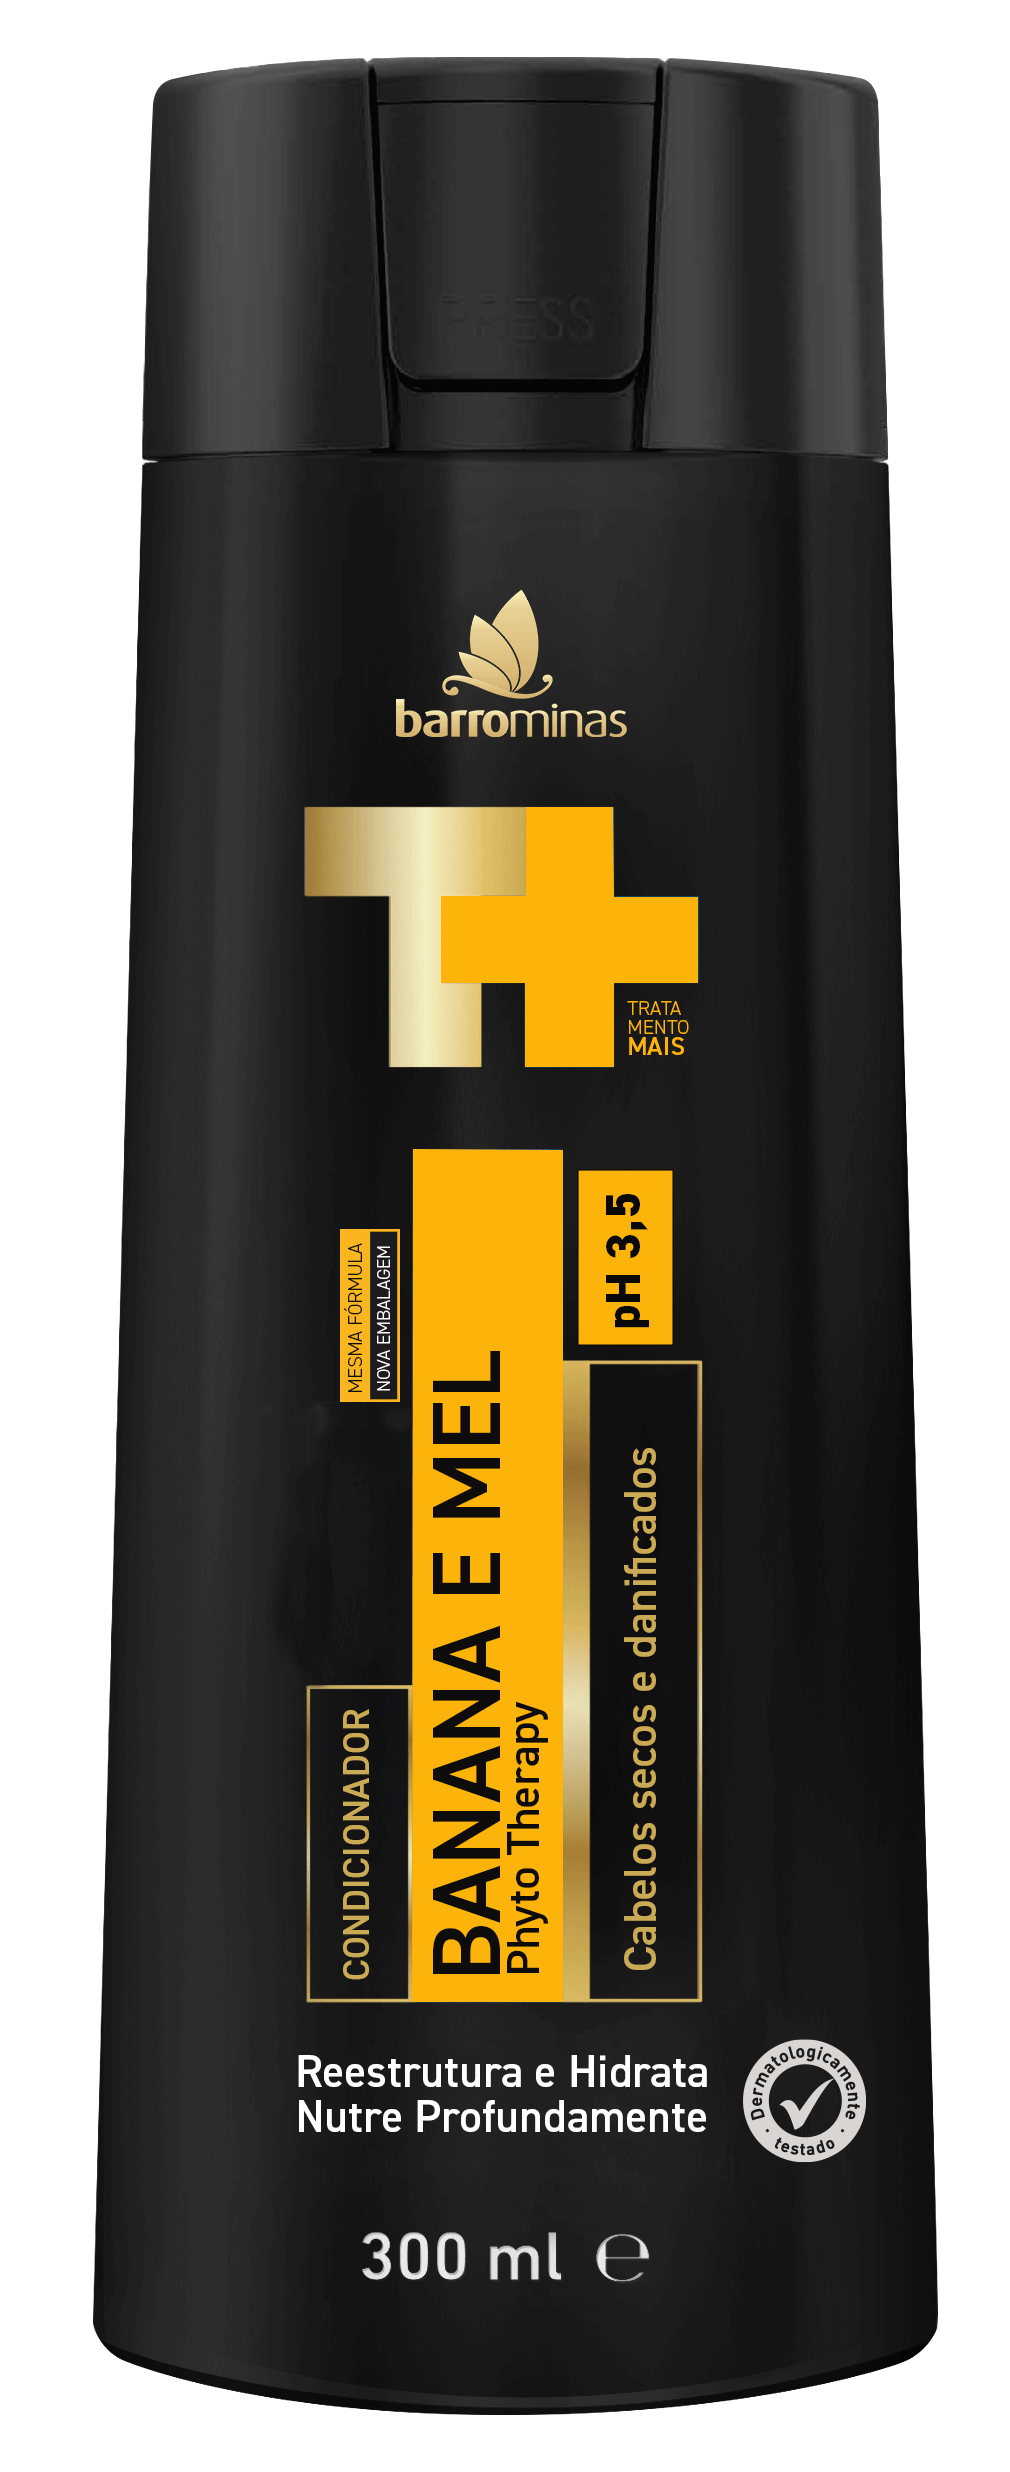 PRESS
barrominas
T+
TRATA
MENTO
MAIS
MESMA FÓRMULA
NOVA EMBALAGEM
pH 3,5
CONDICIONADOR
BANANA E MEL
Phyto Therapy
Cabelos secos e danificados
Reestrutura e Hidrata
Nutre Profundamente
Dermatologicamente
testado
300 ml ℮